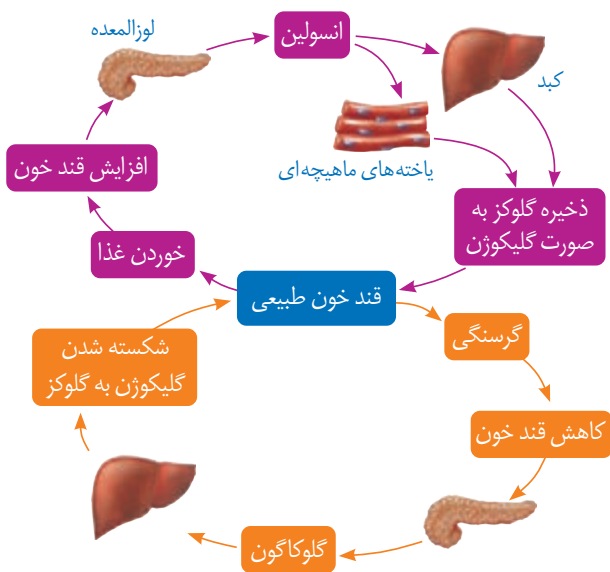 لوزالمعده
انسولین
کبد
یاخته‌های ماهیچه‌ای
افزایش قند خون
ذخیره گلوکز به
صورت گلیکوژن
خوردن غذا
قند خون طبیعی
گرسنگی
شکسته شدن
گلیکوژن به گلوکز
کاهش قند خون
گلوکاگون